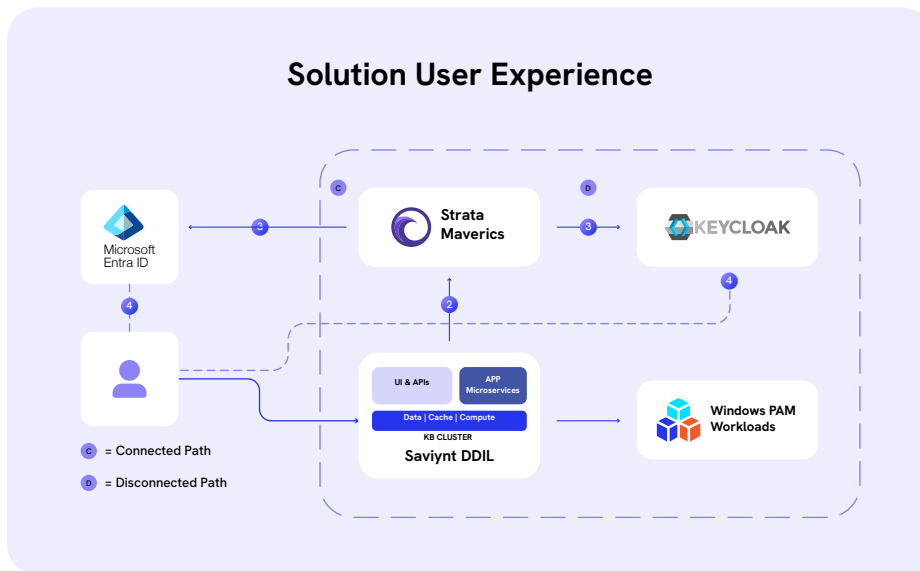 Solution User Experience
C
D
Microsoft
Entra ID
3
Strata
Maverics
3
KEYCLOAK
4
4
2
UI & APIs
APP
Microservices
Data | Cache | Compute
KB CLUSTER
Saviynt DDIL
Windows PAM
Workloads
C = Connected Path
D = Disconnected Path